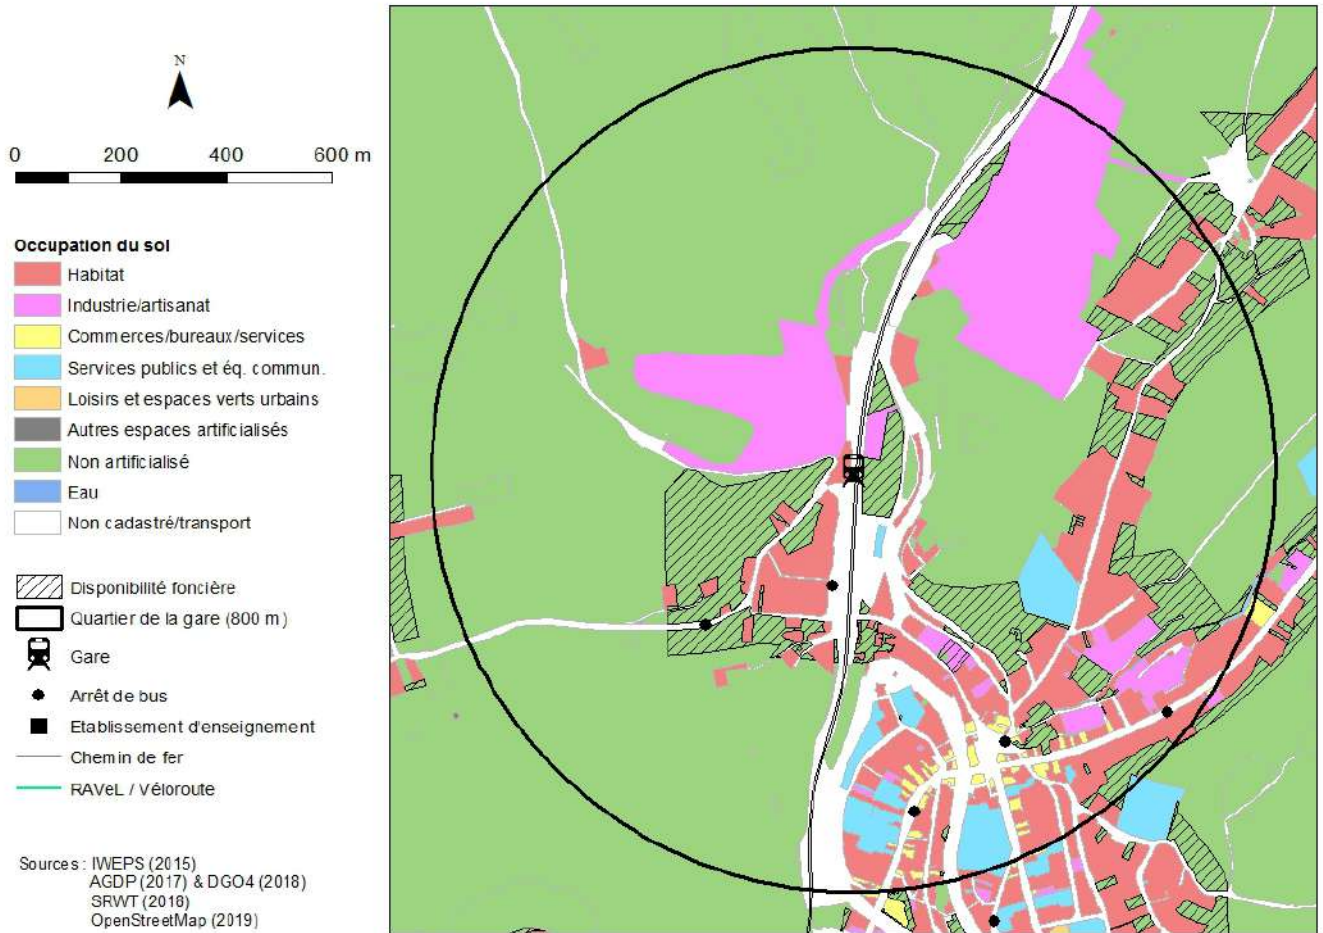 N
0 200 400 600 m
Occupation du sol
Habitat
Industrie/artisanat
Commerces/bureaux/services
Services publics et éq. commun.
Loisirs et espaces verts urbains
Autres espaces artificialisés
Non artificialisé
Eau
Non cadastré/transport
Disponibilité foncière
Quartier de la gare (800 m)
Gare
Arrêt de bus
Etablissement d'enseignement
Chemin de fer
RAVeL / Véloroute
Sources : IWEPS (2015)
AGDP (2017) & DGO4 (2018)
SRWT (2018)
OpenStreetMap (2019)